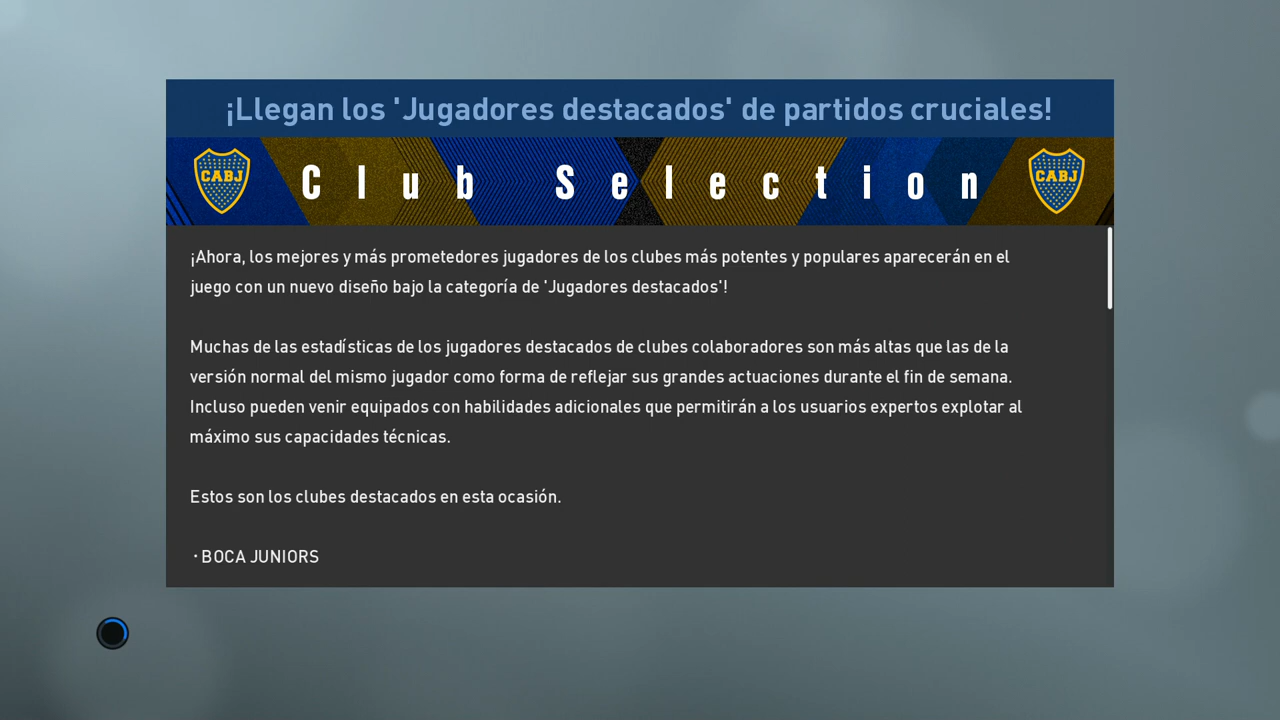 ¡Llegan los 'Jugadores destacados' de partidos cruciales!
CABJ Club Selection CABJ
¡Ahora, los mejores y más prometedores jugadores de los clubes más potentes y populares aparecerán en el
juego con un nuevo diseño bajo la categoría de 'Jugadores destacados'!
Muchas de las estadísticas de los jugadores destacados de clubes colaboradores son más altas que las de la
versión normal del mismo jugador como forma de reflejar sus grandes actuaciones durante el fin de semana.
Incluso pueden venir equipados con habilidades adicionales que permitirán a los usuarios expertos explotar al
máximo sus capacidades técnicas.
Estos son los clubes destacados en esta ocasión.
・BOCA JUNIORS